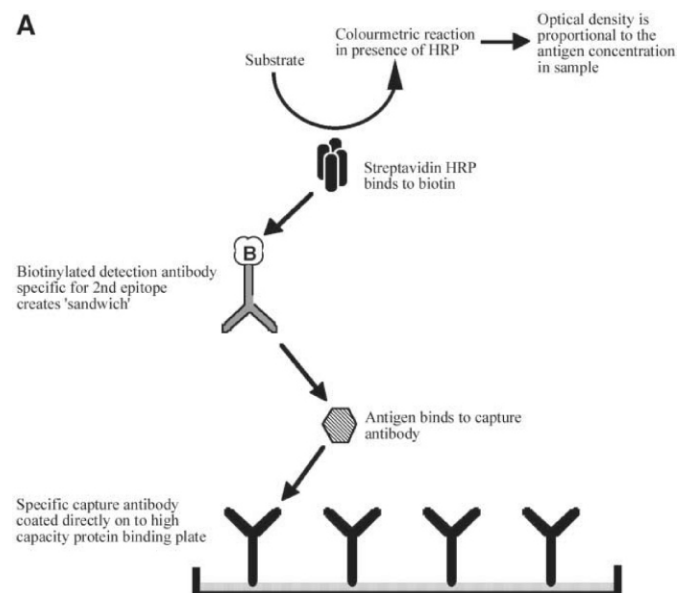 A
Substrate
Colourmetric reaction
in presence of HRP
Optical density is
proportional to the
antigen concentration
in sample
Streptavidin HRP
binds to biotin
B
Biotinylated detection antibody
specific for 2nd epitope
creates 'sandwich'
Antigen binds to capture
antibody
Specific capture antibody
coated directly on to high
capacity protein binding plate